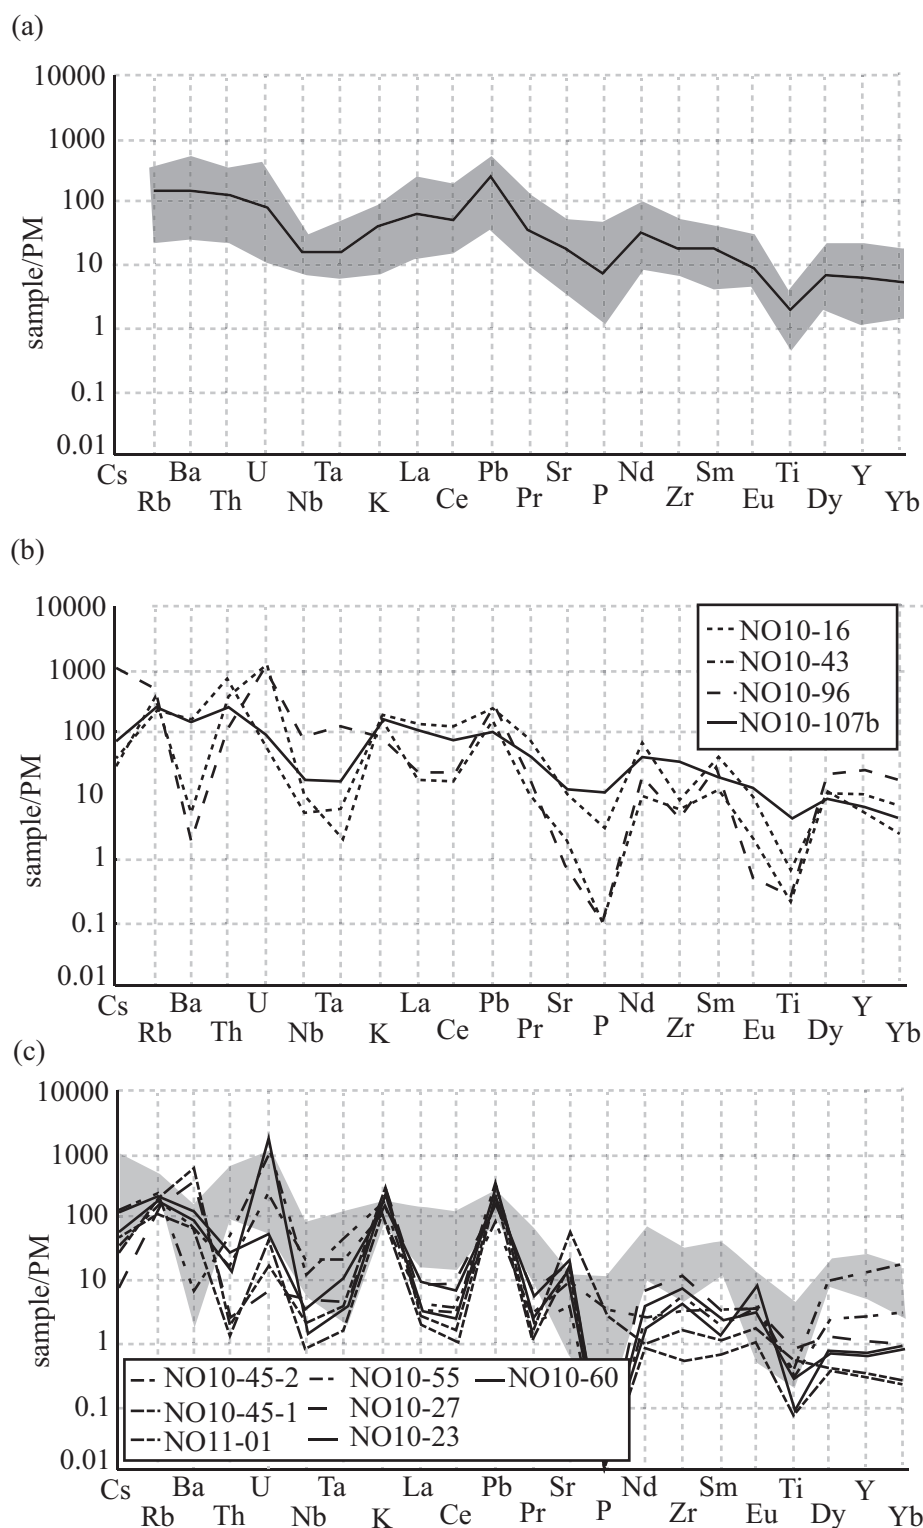 (a)
10000
1000
100
10
1
0.1
0.01
sample/PM
Cs Ba U Ta La Pb Sr Nd Sm Ti Y
Rb Th Nb K Ce Pr P Zr Eu Dy Yb
(b)
10000
1000
100
10
1
0.1
0.01
sample/PM
NO10-16
NO10-43
NO10-96
NO10-107b
Cs Ba U Ta La Pb Sr Nd Sm Ti Y
Rb Th Nb K Ce Pr P Zr Eu Dy Yb
(c)
10000
1000
100
10
1
0.1
0.01
sample/PM
NO10-45-2 NO10-55 NO10-60
NO10-45-1 NO10-27
NO11-01 NO10-23
Cs Ba U Ta La Pb Sr Nd Sm Ti Y
Rb Th Nb K Ce Pr P Zr Eu Dy Yb